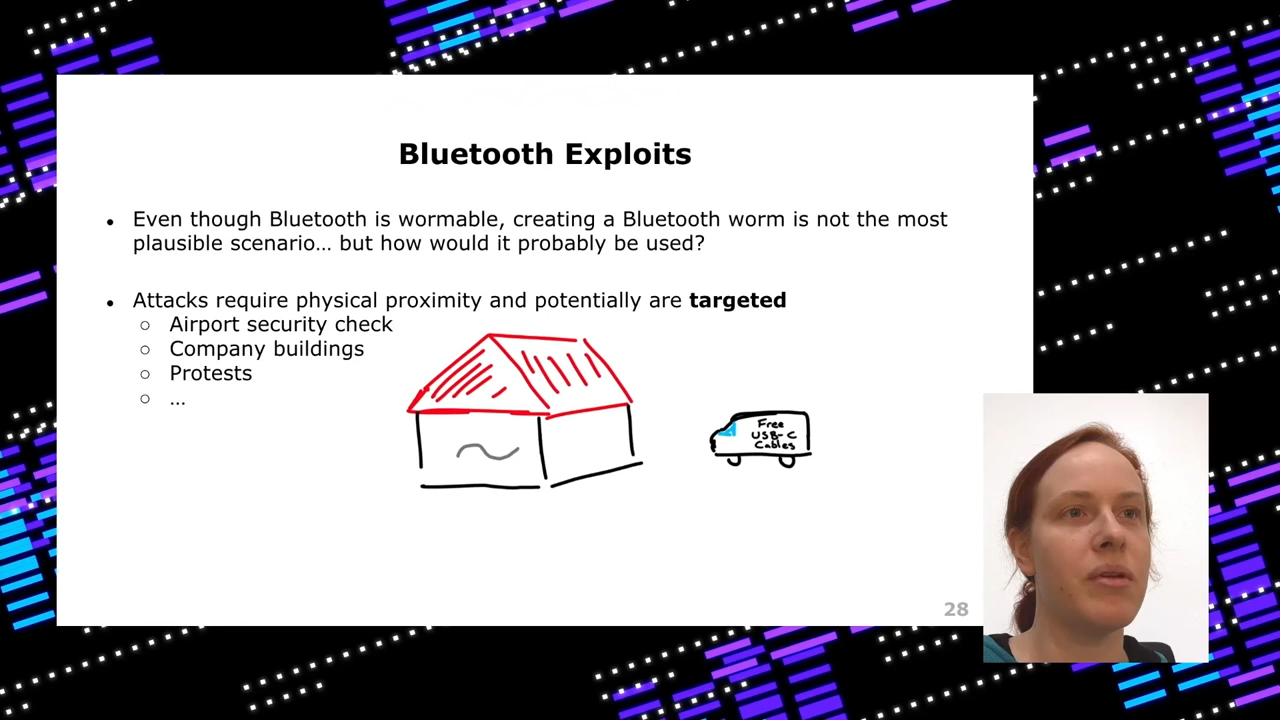 Bluetooth Exploits
• Even though Bluetooth is wormable, creating a Bluetooth worm is not the most
plausible scenario… but how would it probably be used?
• Attacks require physical proximity and potentially are targeted
○ Airport security check
○ Company buildings
○ Protests
○ …
Free
USB-C
Cables
28